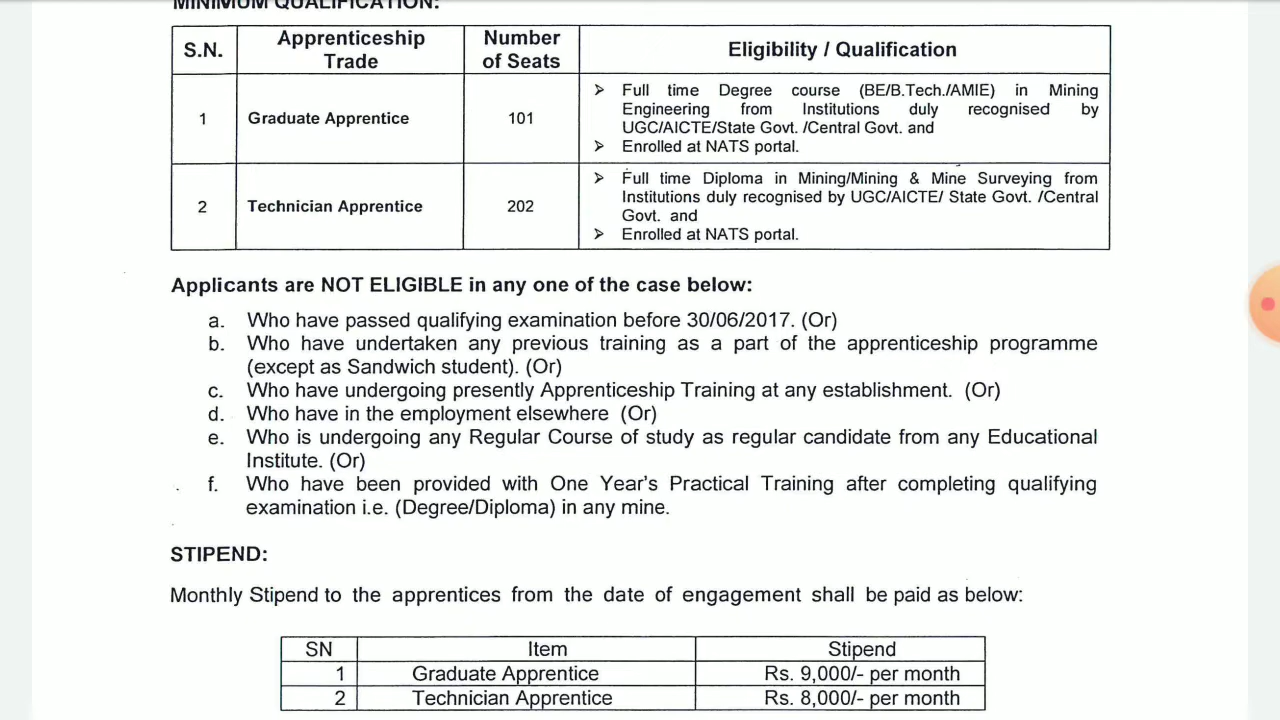 MINIMUM QUALIFICATION:
S.N. Apprenticeship Trade Number of Seats Eligibility / Qualification
1 Graduate Apprentice 101
➢ Full time Degree course (BE/B.Tech./AMIE) in Mining
Engineering from Institutions duly recognised by
UGC/AICTE/State Govt. /Central Govt. and
➢ Enrolled at NATS portal.
2 Technician Apprentice 202
➢ Full time Diploma in Mining/Mining & Mine Surveying from
Institutions duly recognised by UGC/AICTE/ State Govt. /Central
Govt. and
➢ Enrolled at NATS portal.
Applicants are NOT ELIGIBLE in any one of the case below:
a. Who have passed qualifying examination before 30/06/2017. (Or)
b. Who have undertaken any previous training as a part of the apprenticeship programme
(except as Sandwich student). (Or)
c. Who have undergoing presently Apprenticeship Training at any establishment. (Or)
d. Who have in the employment elsewhere (Or)
e. Who is undergoing any Regular Course of study as regular candidate from any Educational
Institute. (Or)
f. Who have been provided with One Year's Practical Training after completing qualifying
examination i.e. (Degree/Diploma) in any mine.
STIPEND:
Monthly Stipend to the apprentices from the date of engagement shall be paid as below:
SN Item Stipend
1 Graduate Apprentice Rs. 9,000/- per month
2 Technician Apprentice Rs. 8,000/- per month